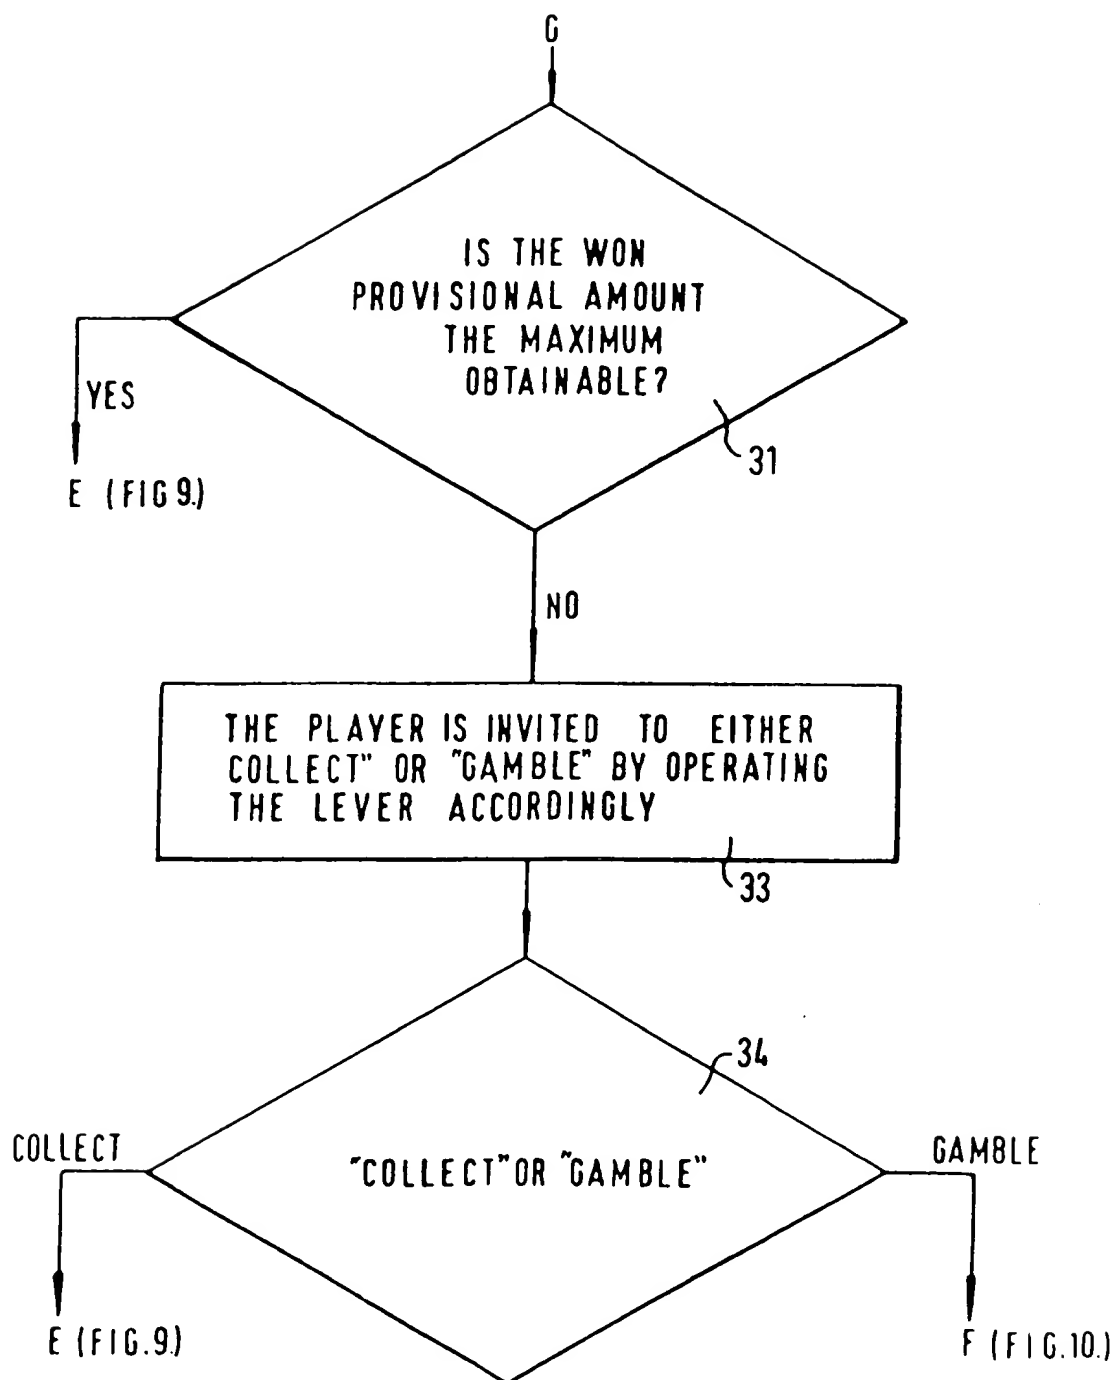 G
IS THE WON
PROVISIONAL AMOUNT
THE MAXIMUM
OBTAINABLE?
31
YES
E (FIG 9.)
NO
THE PLAYER IS INVITED TO EITHER
COLLECT" OR "GAMBLE" BY OPERATING
THE LEVER ACCORDINGLY
33
34
COLLECT
"COLLECT" OR "GAMBLE"
GAMBLE
E (FIG.9.)
F (FIG.10.)